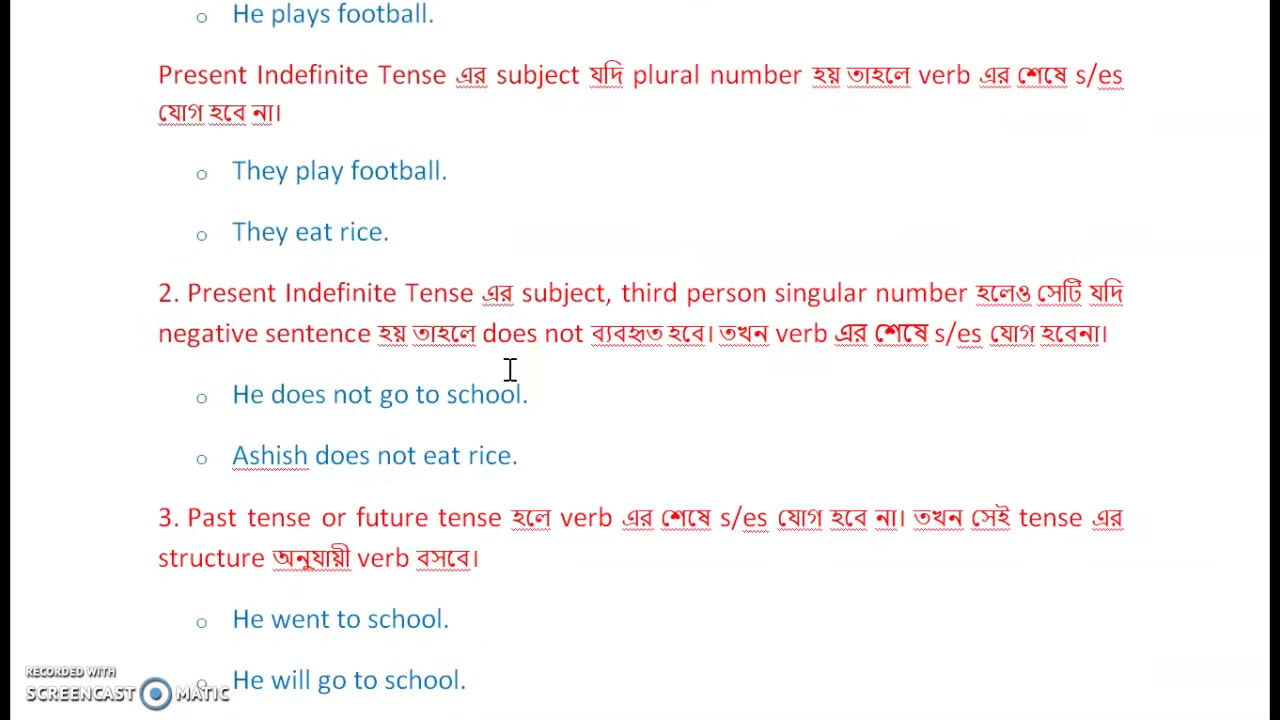 o He plays football.
Present Indefinite Tense এর subject যদি plural number হয় তাহলে verb এর শেষে s/es
যোগ হবে না।
o They play football.
o They eat rice.
2. Present Indefinite Tense এর subject, third person singular number হলেও সেটি যদি
negative sentence হয় তাহলে does not ব্যবহৃত হবে। তখন verb এর শেষে s/es যোগ হবেনা।
o He does not go to school.
o Ashish does not eat rice.
3. Past tense or future tense হলে verb এর শেষে s/es যোগ হবে না। তখন সেই tense এর
structure অনুযায়ী verb বসবে।
o He went to school.
RECORDED WITH
o He will go to school.
SCREENCAST MATIC